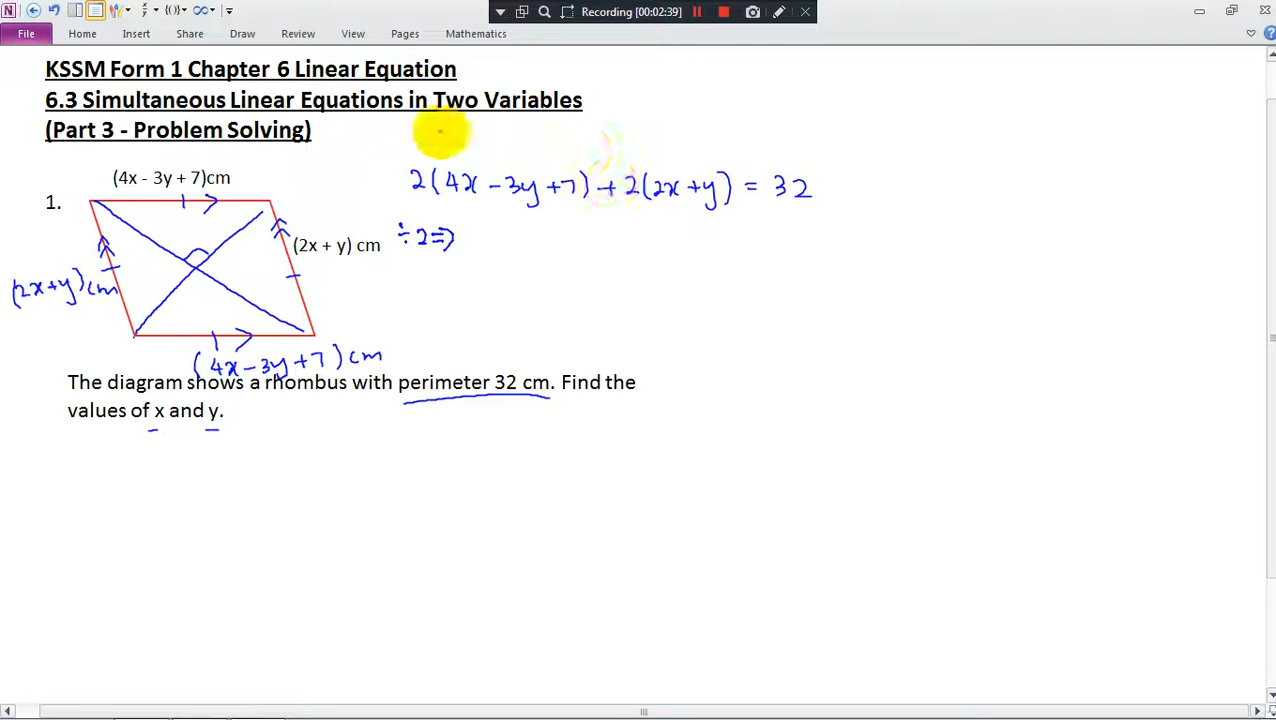 Recording [00:02:39]
File Home Insert Share Draw Review View Pages Mathematics
KSSM Form 1 Chapter 6 Linear Equation
6.3 Simultaneous Linear Equations in Two Variables
(Part 3 - Problem Solving)
(4x - 3y + 7)cm
2(4x - 3y + 7) + 2(2x + y) = 32
1.
÷2⇒
(2x + y) cm
(2x+y)cm
(4x-3y+7)cm
The diagram shows a rhombus with perimeter 32 cm. Find the
values of x and y.